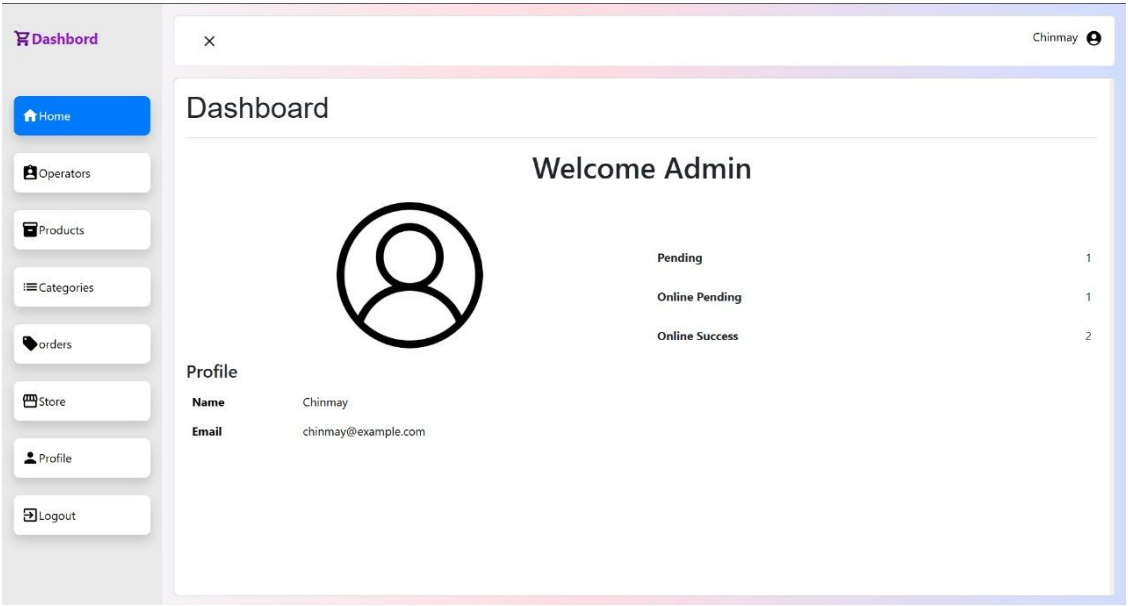 Dashbord
Home
Operators
Products
Categories
orders
Store
Profile
Logout
Chinmay
Dashboard
Welcome Admin
Pending 1
Online Pending 1
Online Success 2
Profile
Name Chinmay
Email chinmay@example.com